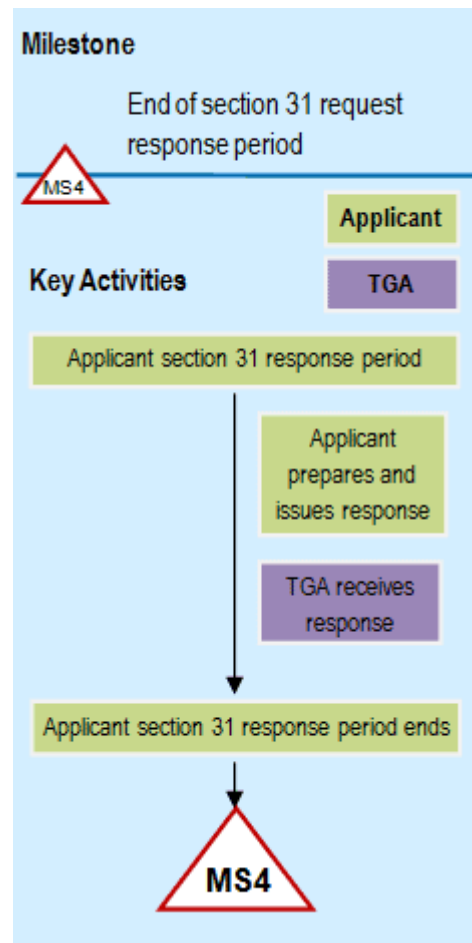 Milestone
End of section 31 request
response period
MS4
Applicant
Key Activities
TGA
Applicant section 31 response period
Applicant
prepares and
issues response
TGA receives
response
Applicant section 31 response period ends
MS4